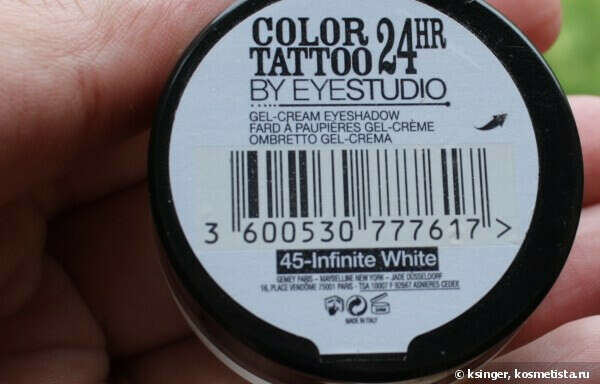 COLOR
TATTOO 24HR
BY EYESTUDIO
GEL-CREAM EYESHADOW
FARD À PAUPIÈRES GEL-CRÈME
OMBRETTO GEL-CREMA
3 600530 777617 >
45-Infinite White
GEMEY PARIS – MAYBELLINE NEW YORK – JADE DÜSSELDORF
16, PLACE VENDÔME 75001 PARIS - TSA 10007 F 92667 ASNIERES CEDEX
MADE IN ITALY
© ksinger, kosmetista.ru